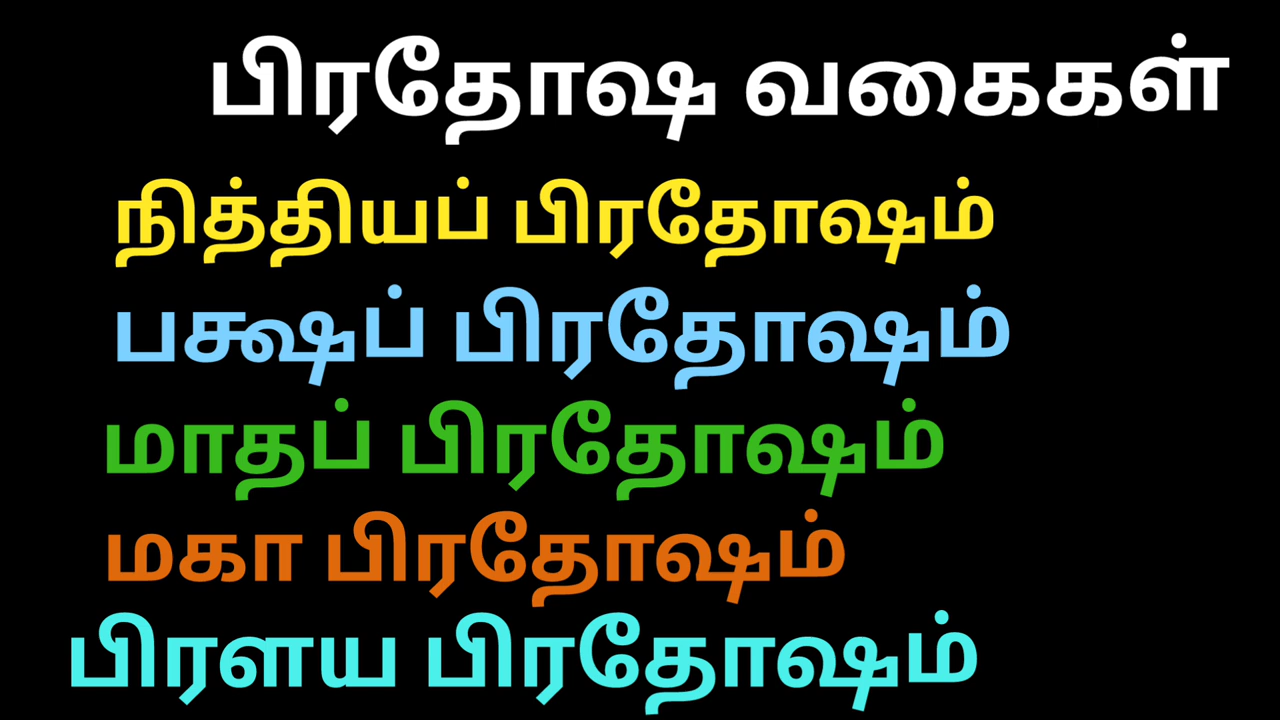 பிரதோஷ வகைகள்
நித்தியப் பிரதோஷம்
பக்ஷப் பிரதோஷம்
மாதப் பிரதோஷம்
மகா பிரதோஷம்
பிரளய பிரதோஷம்